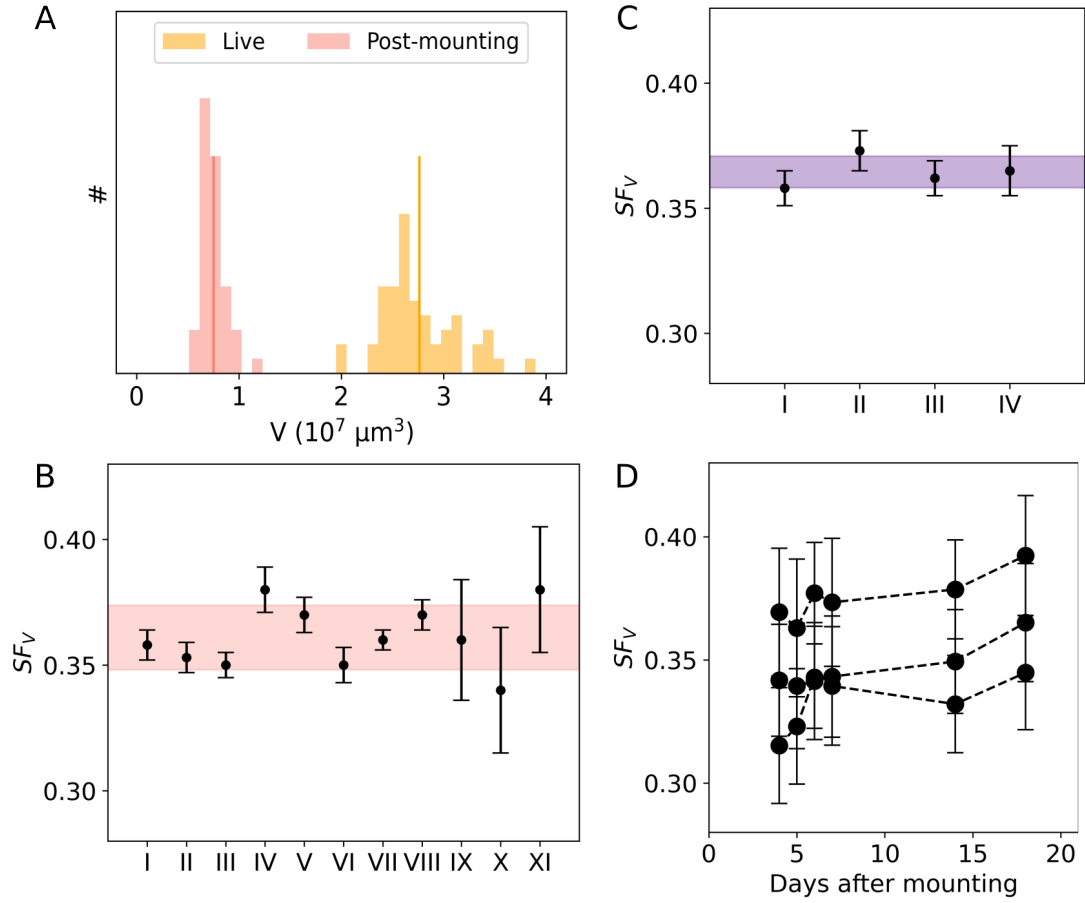 A
Live Post-mounting
#
0 1 2 3 4
V (10⁷ µm³)
C
0.40
0.35
0.30
SF_V
I II III IV
B
0.40
0.35
0.30
SF_V
I II III IV V VI VII VIII IX X XI
D
0.40
0.35
0.30
SF_V
0 5 10 15 20
Days after mounting